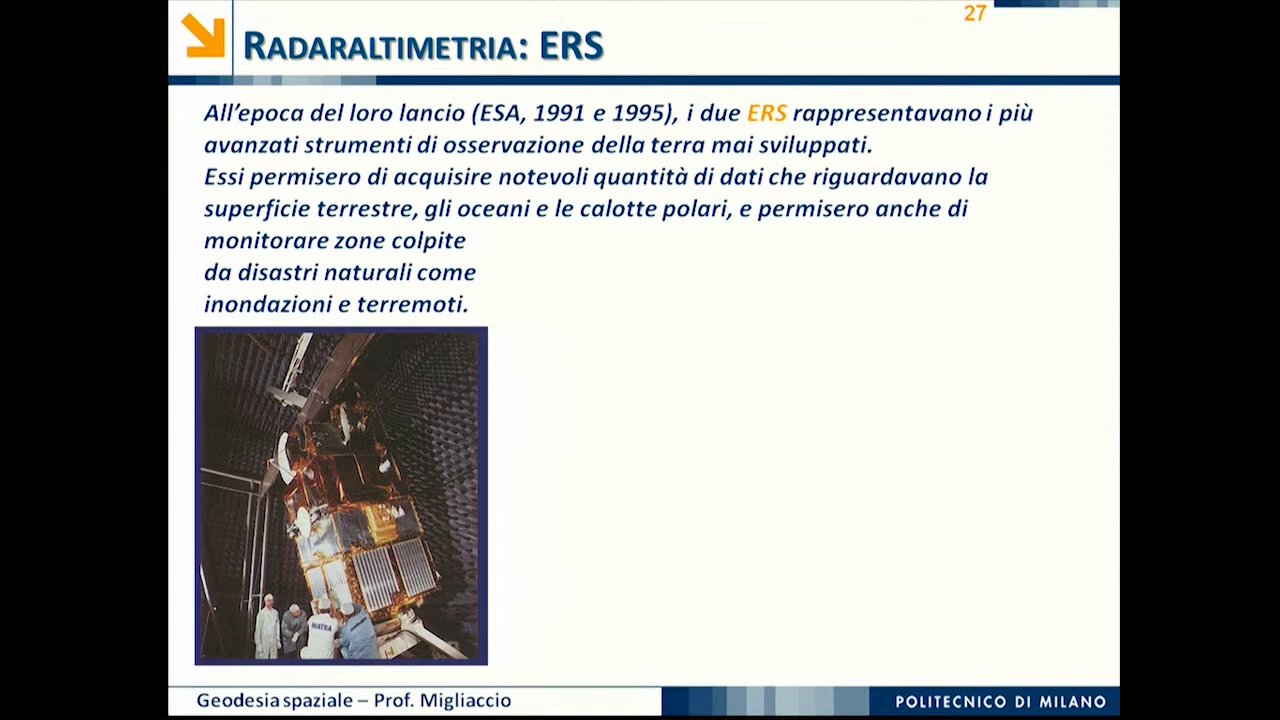 27
RADARALTIMETRIA: ERS
All'epoca del loro lancio (ESA, 1991 e 1995), i due ERS rappresentavano i più
avanzati strumenti di osservazione della terra mai sviluppati.
Essi permisero di acquisire notevoli quantità di dati che riguardavano la
superficie terrestre, gli oceani e le calotte polari, e permisero anche di
monitorare zone colpite
da disastri naturali come
inondazioni e terremoti.
MATRA
Geodesia spaziale – Prof. Migliaccio
POLITECNICO DI MILANO